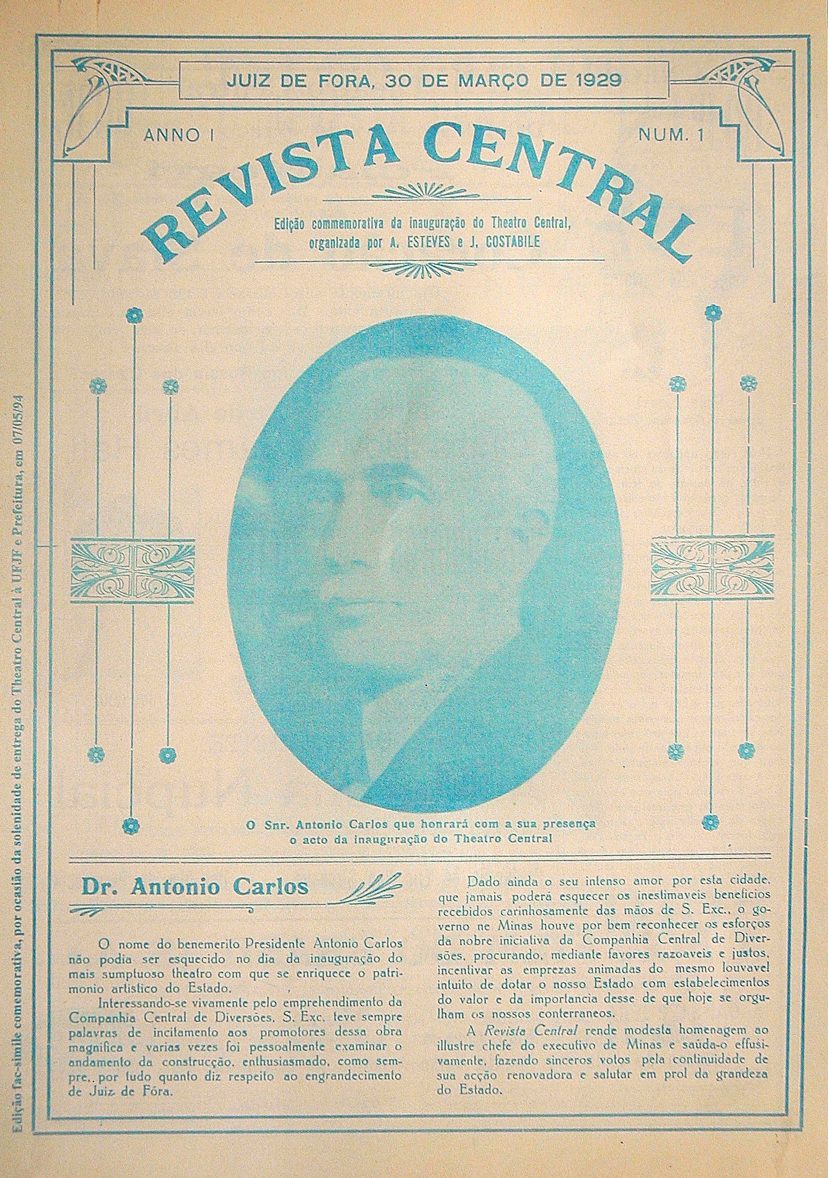 JUIZ DE FORA, 30 DE MARÇO DE 1929
ANNO I
NUM. 1
REVISTA CENTRAL
Edição commemorativa da inauguração do Theatro Central,
organizada por A. ESTEVES e J. COSTABILE
O Snr. Antonio Carlos que honrará com a sua presença
o acto da inauguração do Theatro Central
Dr. Antonio Carlos
O nome do benemerito Presidente Antonio Carlos
não podia ser esquecido no dia da inauguração do
mais sumptuoso theatro com que se enriquece o patri-
monio artistico do Estado.
Interessando-se vivamente pelo emprehendimento da
Companhia Central de Diversões, S. Exc. teve sempre
palavras de incitamento aos promotores dessa obra
magnifica e varias vezes foi pessoalmente examinar o
andamento da construcção, enthusiasmado, como sem-
pre, por tudo quanto diz respeito ao engrandecimento
de Juiz de Fóra.
Dado ainda o seu intenso amor por esta cidade,
que jamais poderá esquecer os inestimaveis beneficios
recebidos carinhosamente das mãos de S. Exc., o go-
verno ne Minas houve por bem reconhecer os esforços
da nobre iniciativa da Companhia Central de Diver-
sões, procurando, mediante favores razoaveis e justos,
incentivar as emprezas animadas do mesmo louvavel
intuito de dotar o nosso Estado com estabelecimentos
do valor e da importancia desse de que hoje se orgu-
lham os nossos conterraneos.
A Revista Central rende modesta homenagem ao
illustre chefe do executivo de Minas e saúda-o effusi-
vamente, fazendo sinceros votos pela continuidade de
sua acção renovadora e salutar em prol da grandeza
do Estado.
Edição fac-simile comemorativa, por ocasião da solenidade de entrega do Theatro Central à UFJF e Prefeitura, em 07/05/94